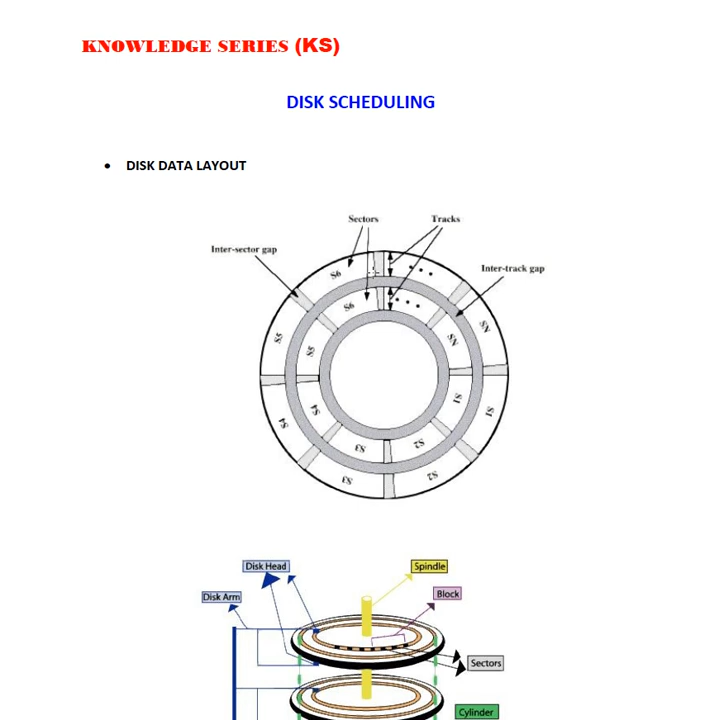 KNOWLEDGE SERIES (KS)
DISK SCHEDULING
• DISK DATA LAYOUT
Sectors
Tracks
Inter-sector gap
Inter-track gap
S6
• • •
S6
• • •
SN
S5
S5
SN
S4
S4
S1
S1
S3
S2
S3
S2
Disk Head
Spindle
Disk Arm
Block
Sectors
Cylinder